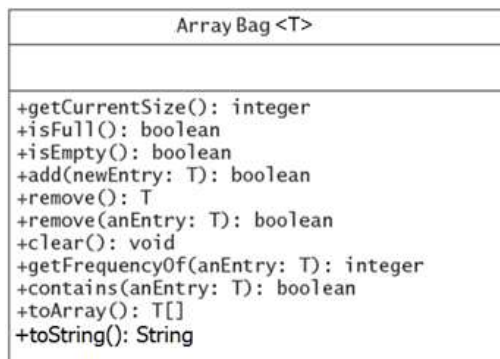 Array Bag <T>
+getCurrentSize(): integer
+isFull(): boolean
+isEmpty(): boolean
+add(newEntry: T): boolean
+remove(): T
+remove(anEntry: T): boolean
+clear(): void
+getFrequencyOf(anEntry: T): integer
+contains(anEntry: T): boolean
+toArray(): T[]
+toString(): String